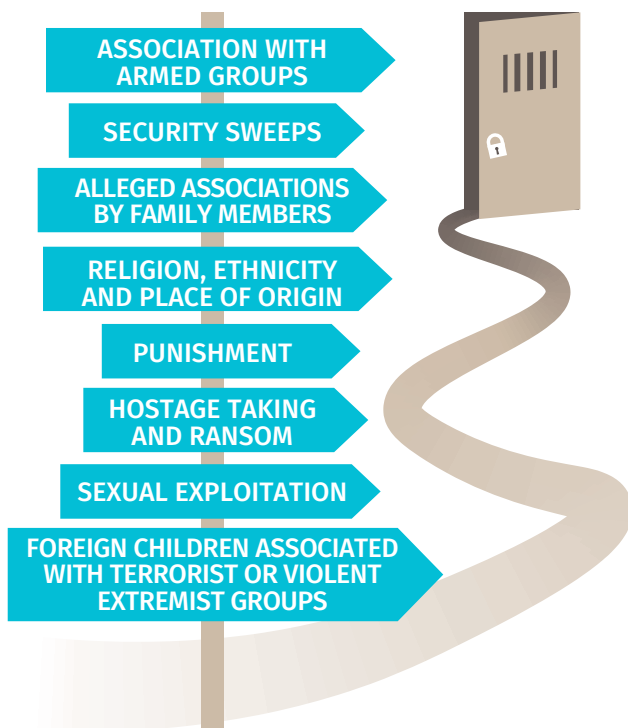 ASSOCIATION WITH
ARMED GROUPS
SECURITY SWEEPS
ALLEGED ASSOCIATIONS
BY FAMILY MEMBERS
RELIGION, ETHNICITY
AND PLACE OF ORIGIN
PUNISHMENT
HOSTAGE TAKING
AND RANSOM
SEXUAL EXPLOITATION
FOREIGN CHILDREN ASSOCIATED
WITH TERRORIST OR VIOLENT
EXTREMIST GROUPS